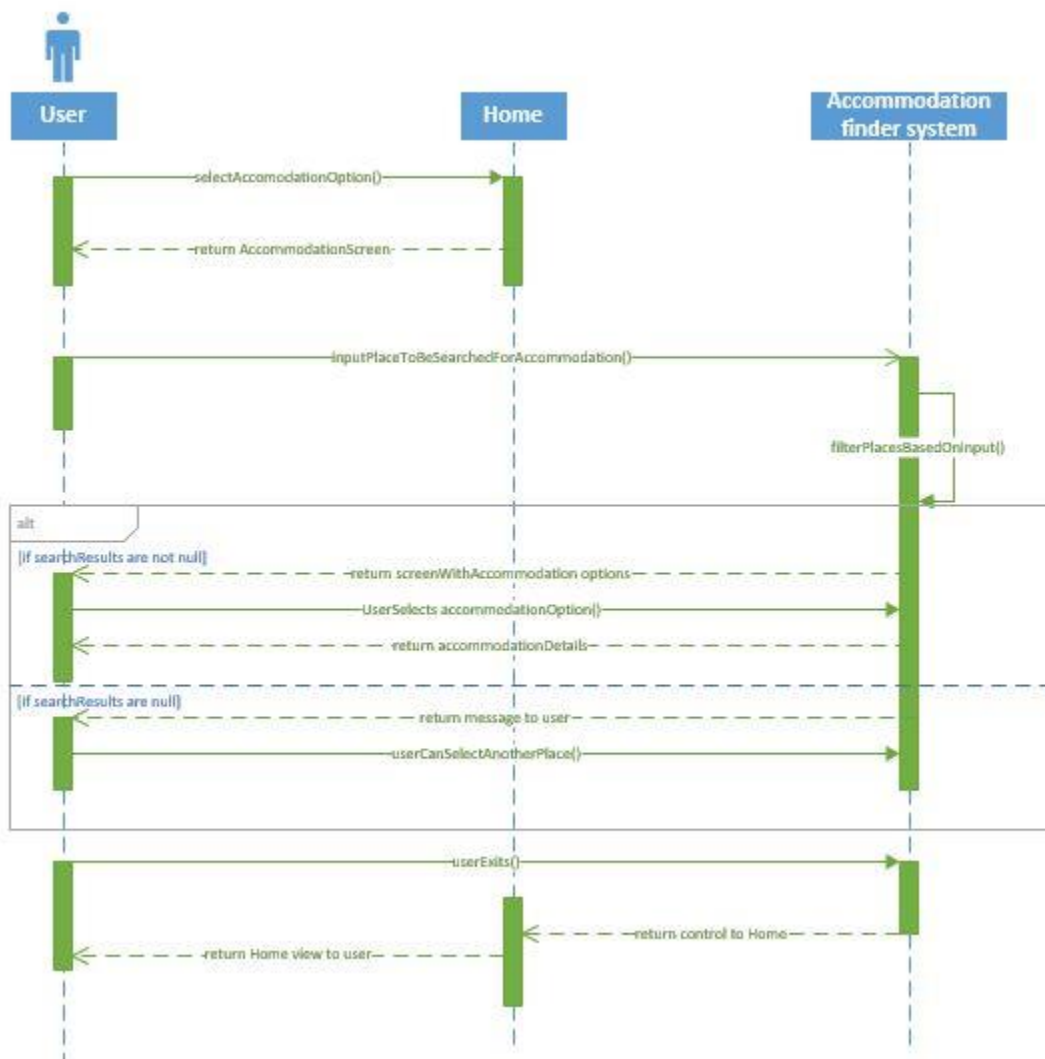 User
Home
Accommodation
finder system
selectAccomodationOption()
return AccommodationScreen
inputPlaceToBeSearchedForAccommodation()
filterPlacesBasedOnInput()
alt
[if searchResults are not null]
return screenWithAccommodation options
UserSelects accommodationOption()
return accommodationDetails
[if searchResults are null]
return message to user
userCanSelectAnotherPlace()
userExits()
return control to Home
return Home view to user